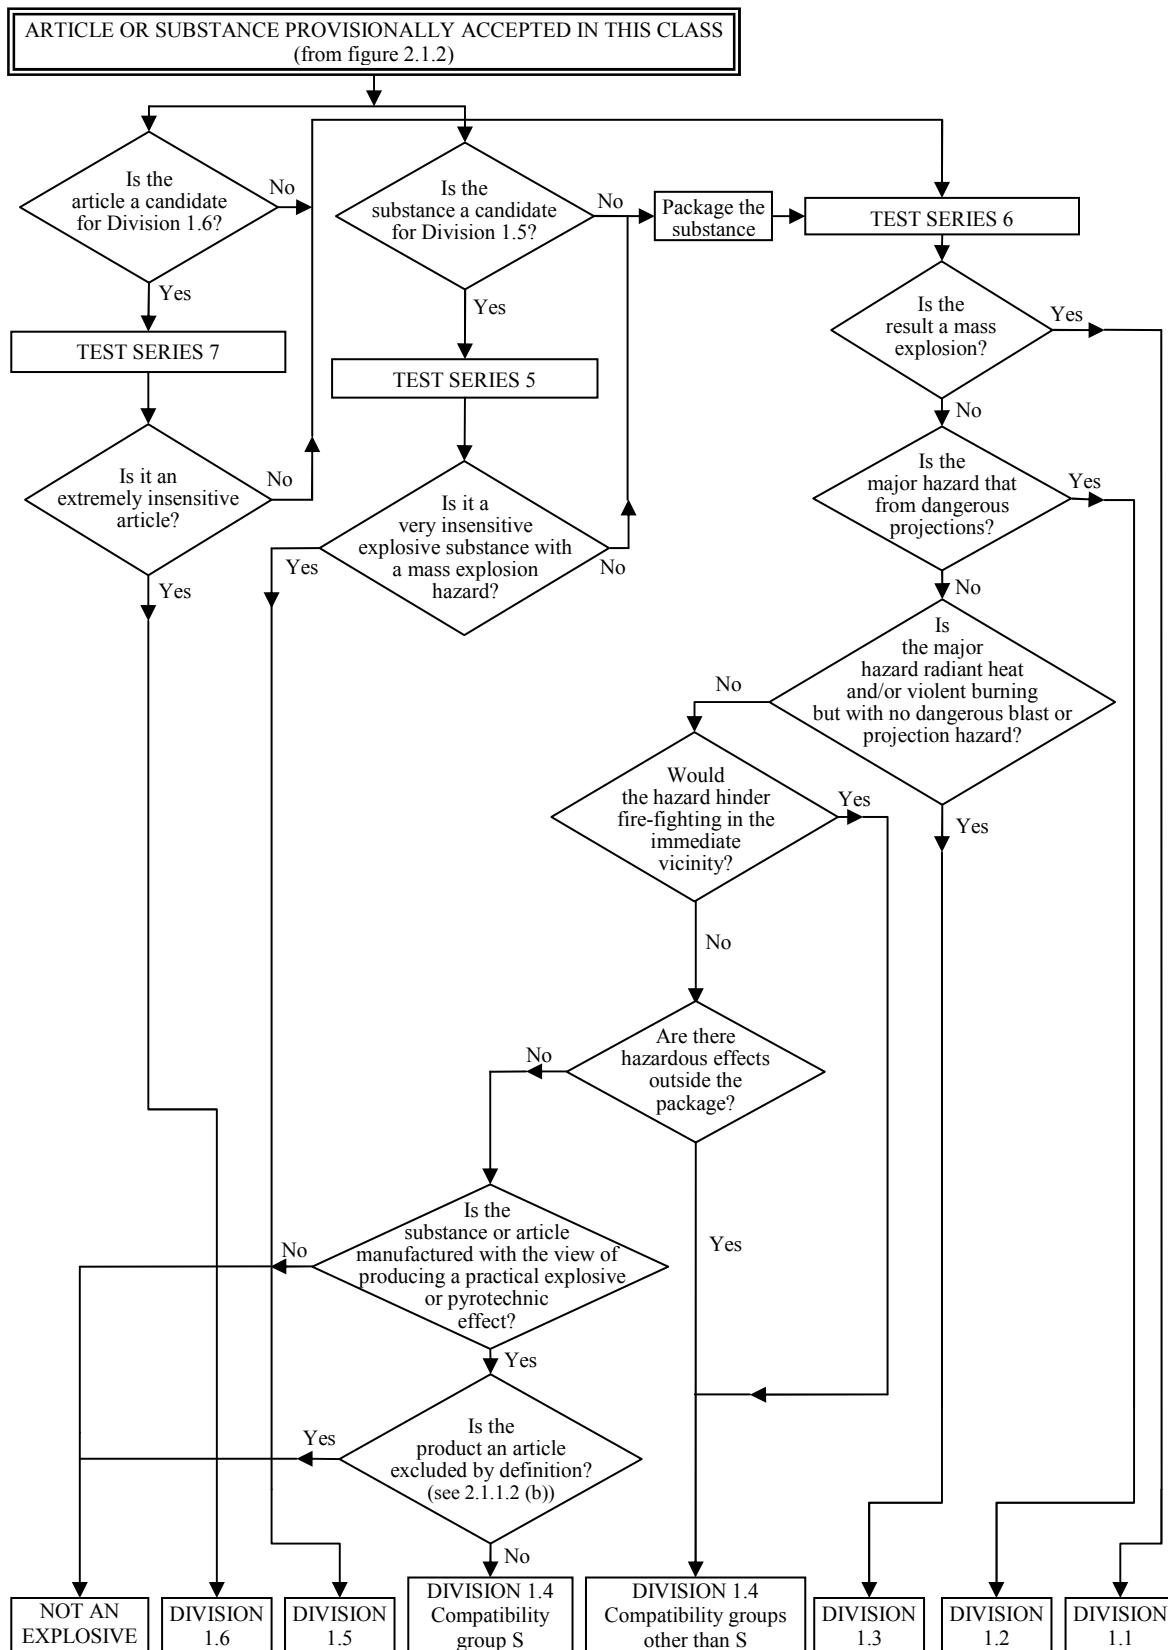 ARTICLE OR SUBSTANCE PROVISIONALLY ACCEPTED IN THIS CLASS
(from figure 2.1.2)
Is the
article a candidate
for Division 1.6?
No
Yes
Is the
substance a candidate
for Division 1.5?
No
Yes
Package the
substance
TEST SERIES 6
TEST SERIES 7
TEST SERIES 5
Is the
result a mass
explosion?
Yes
No
Is it an
extremely insensitive
article?
No
Yes
Is it a
very insensitive
explosive substance with
a mass explosion
hazard?
Yes
No
Is the
major hazard that
from dangerous
projections?
Yes
No
Is
the major
hazard radiant heat
and/or violent burning
but with no dangerous blast or
projection hazard?
No
Yes
Would
the hazard hinder
fire-fighting in the
immediate
vicinity?
Yes
No
Are there
hazardous effects
outside the
package?
No
Yes
Is the
substance or article
manufactured with the view of
producing a practical explosive
or pyrotechnic
effect?
No
Yes
Is the
product an article
excluded by definition?
(see 2.1.1.2 (b))
Yes
No
NOT AN
EXPLOSIVE
DIVISION
1.6
DIVISION
1.5
DIVISION 1.4
Compatibility
group S
DIVISION 1.4
Compatibility groups
other than S
DIVISION
1.3
DIVISION
1.2
DIVISION
1.1